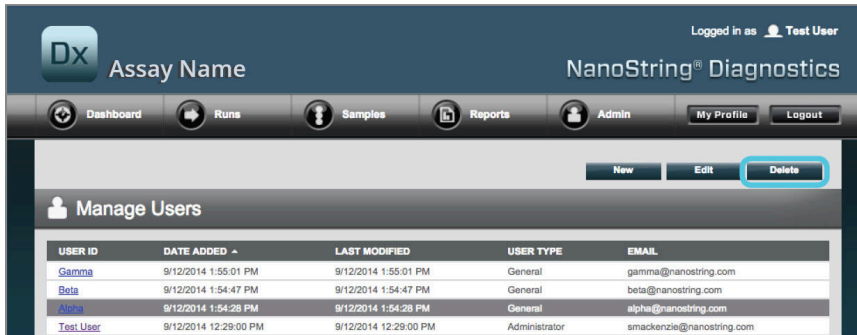 Logged in as Test User
Dx Assay Name NanoString® Diagnostics
Dashboard Runs Samples Reports Admin My Profile Logout
New Edit Delete
Manage Users
USER ID DATE ADDED LAST MODIFIED USER TYPE EMAIL
Gamma 9/12/2014 1:55:01 PM 9/12/2014 1:55:01 PM General gamma@nanostring.com
Beta 9/12/2014 1:54:47 PM 9/12/2014 1:54:47 PM General beta@nanostring.com
Alpha 9/12/2014 1:54:28 PM 9/12/2014 1:54:28 PM General alpha@nanostring.com
Test User 9/12/2014 12:29:00 PM 9/12/2014 12:29:00 PM Administrator smackenzie@nanostring.com